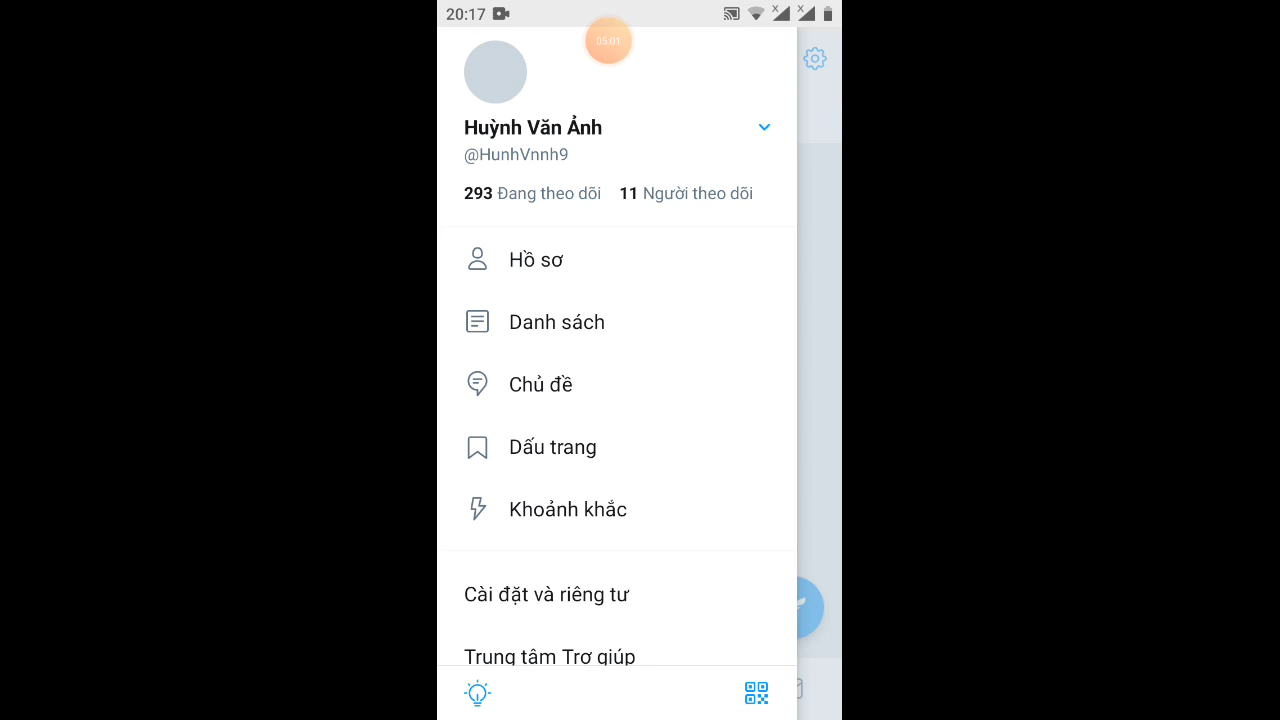 20:17
05:01
Huỳnh Văn Ảnh
@HunhVnnh9
293 Đang theo dõi 11 Người theo dõi
Hồ sơ
Danh sách
Chủ đề
Dấu trang
Khoảnh khắc
Cài đặt và riêng tư
Trung tâm Trợ giúp